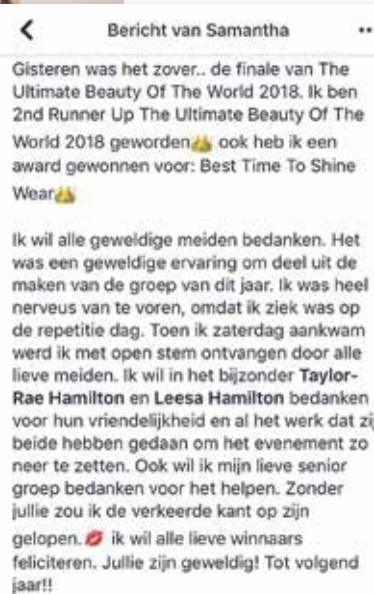 Bericht van Samantha
Gisteren was het zover.. de finale van The
Ultimate Beauty Of The World 2018. Ik ben
2nd Runner Up The Ultimate Beauty Of The
World 2018 geworden👑 ook heb ik een
award gewonnen voor: Best Time To Shine
Wear👑
Ik wil alle geweldige meiden bedanken. Het
was een geweldige ervaring om deel uit de
maken van de groep van dit jaar. Ik was heel
nerveus van te voren, omdat ik ziek was op
de repetitie dag. Toen ik zaterdag aankwam
werd ik met open stem ontvangen door alle
lieve meiden. Ik wil in het bijzonder Taylor-
Rae Hamilton en Leesa Hamilton bedanken
voor hun vriendelijkheid en al het werk dat zij
beide hebben gedaan om het evenement zo
neer te zetten. Ook wil ik mijn lieve senior
groep bedanken voor het helpen. Zonder
jullie zou ik de verkeerde kant op zijn
gelopen.💋 ik wil alle lieve winnaars
feliciteren. Jullie zijn geweldig! Tot volgend
jaar!!